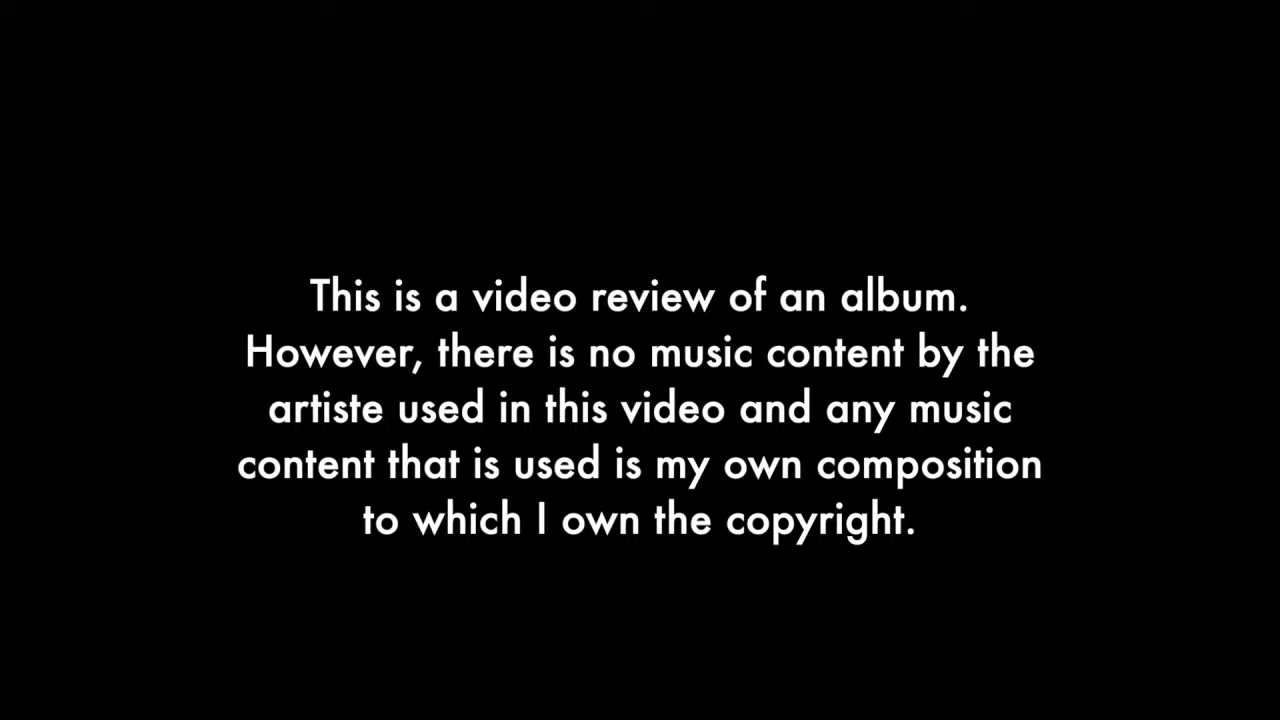 This is a video review of an album.
However, there is no music content by the
artiste used in this video and any music
content that is used is my own composition
to which I own the copyright.